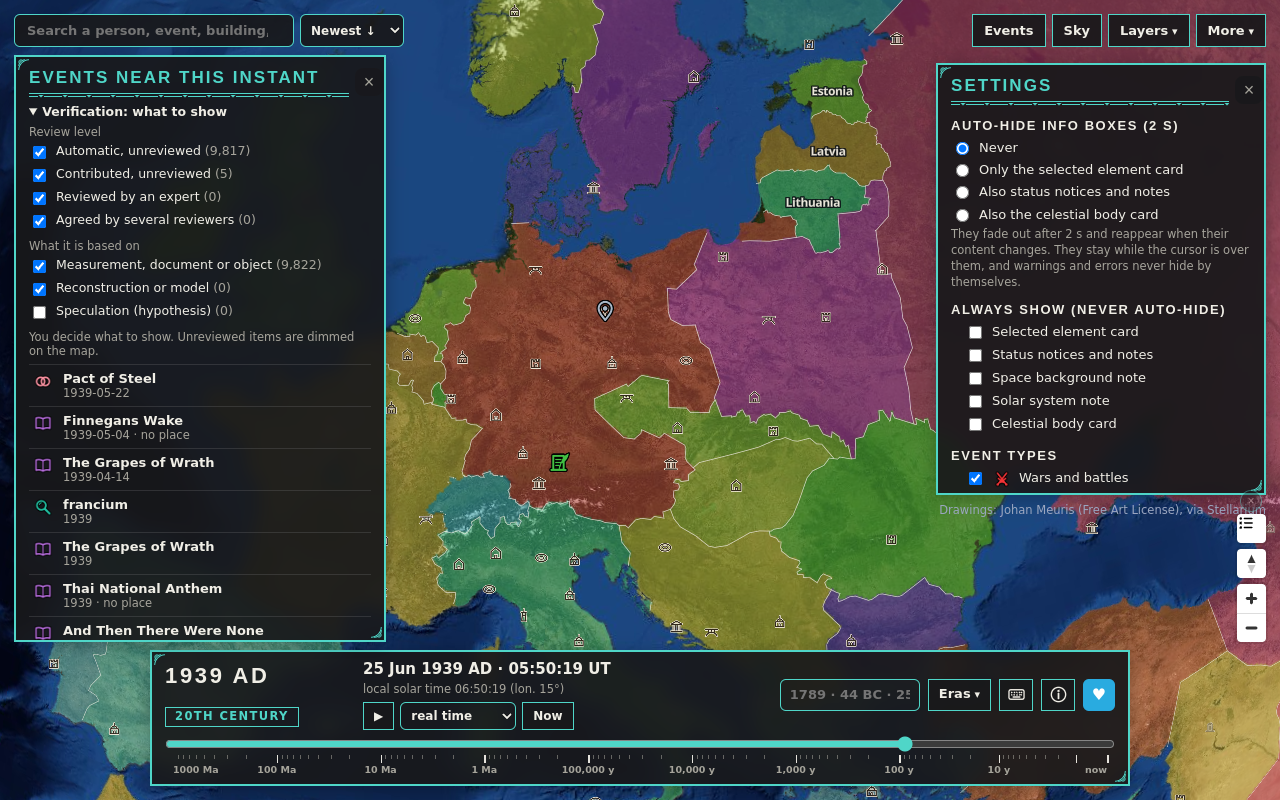 Search a person, event, building,
Newest ↓
Events
Sky
Layers ▾
More ▾
EVENTS NEAR THIS INSTANT
×
▼ Verification: what to show
Review level
Automatic, unreviewed (9,817)
Contributed, unreviewed (5)
Reviewed by an expert (0)
Agreed by several reviewers (0)
What it is based on
Measurement, document or object (9,822)
Reconstruction or model (0)
Speculation (hypothesis) (0)
You decide what to show. Unreviewed items are dimmed
on the map.
Pact of Steel
1939-05-22
Finnegans Wake
1939-05-04 · no place
The Grapes of Wrath
1939-04-14
francium
1939
The Grapes of Wrath
1939
Thai National Anthem
1939 · no place
And Then There Were None
Estonia
Latvia
Lithuania
SETTINGS
×
AUTO-HIDE INFO BOXES (2 S)
Never
Only the selected element card
Also status notices and notes
Also the celestial body card
They fade out after 2 s and reappear when their
content changes. They stay while the cursor is over
them, and warnings and errors never hide by
themselves.
ALWAYS SHOW (NEVER AUTO-HIDE)
Selected element card
Status notices and notes
Space background note
Solar system note
Celestial body card
EVENT TYPES
Wars and battles
Drawings: Johan Meuris (Free Art License), via Stellarium
+
−
1939 AD
20TH CENTURY
25 Jun 1939 AD · 05:50:19 UT
local solar time 06:50:19 (lon. 15°)
▶
real time
Now
1789 · 44 BC · 25
Eras ▾
1000 Ma
100 Ma
10 Ma
1 Ma
100,000 y
10,000 y
1,000 y
100 y
10 y
now